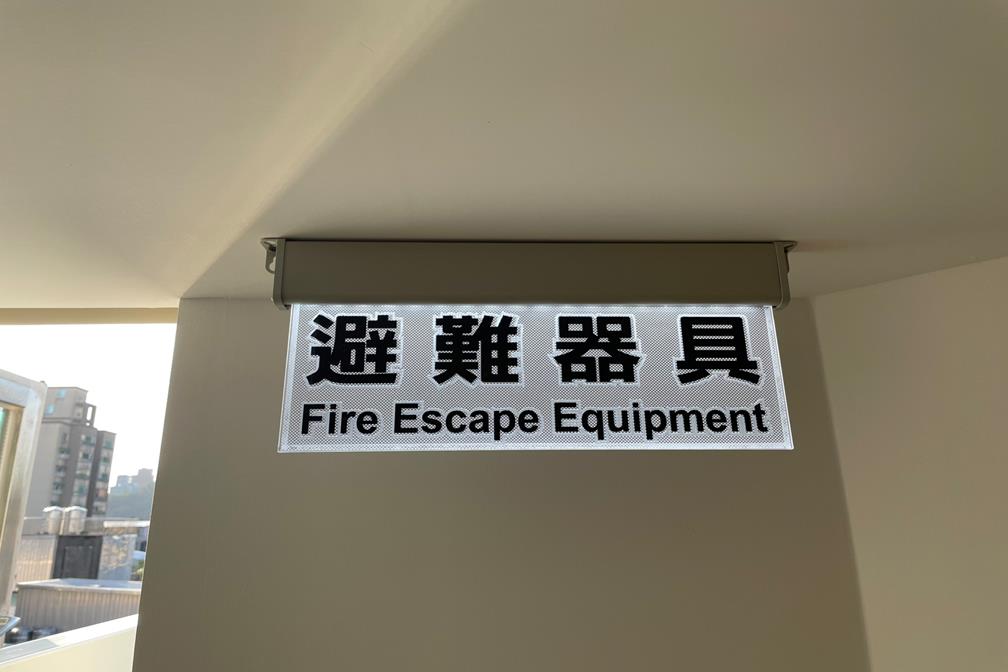 避難器具
Fire Escape Equipment